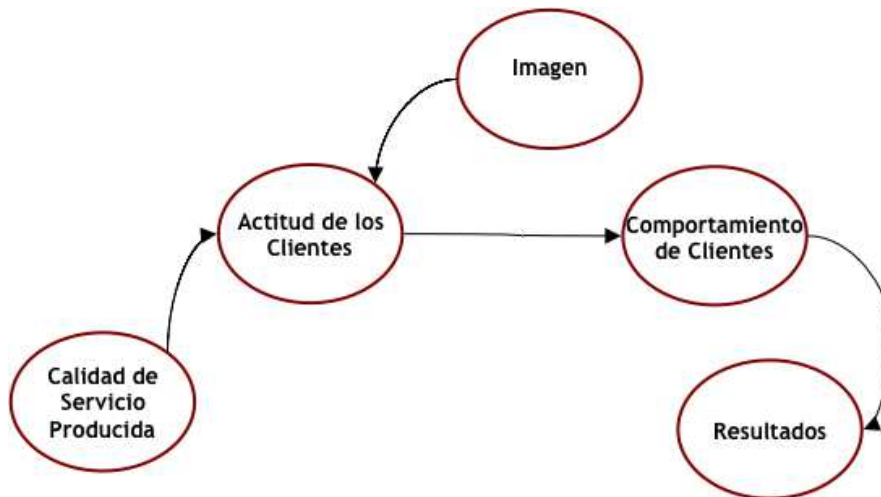 Imagen
Actitud de los
Clientes
Comportamiento
de Clientes
Calidad de
Servicio
Producida
Resultados